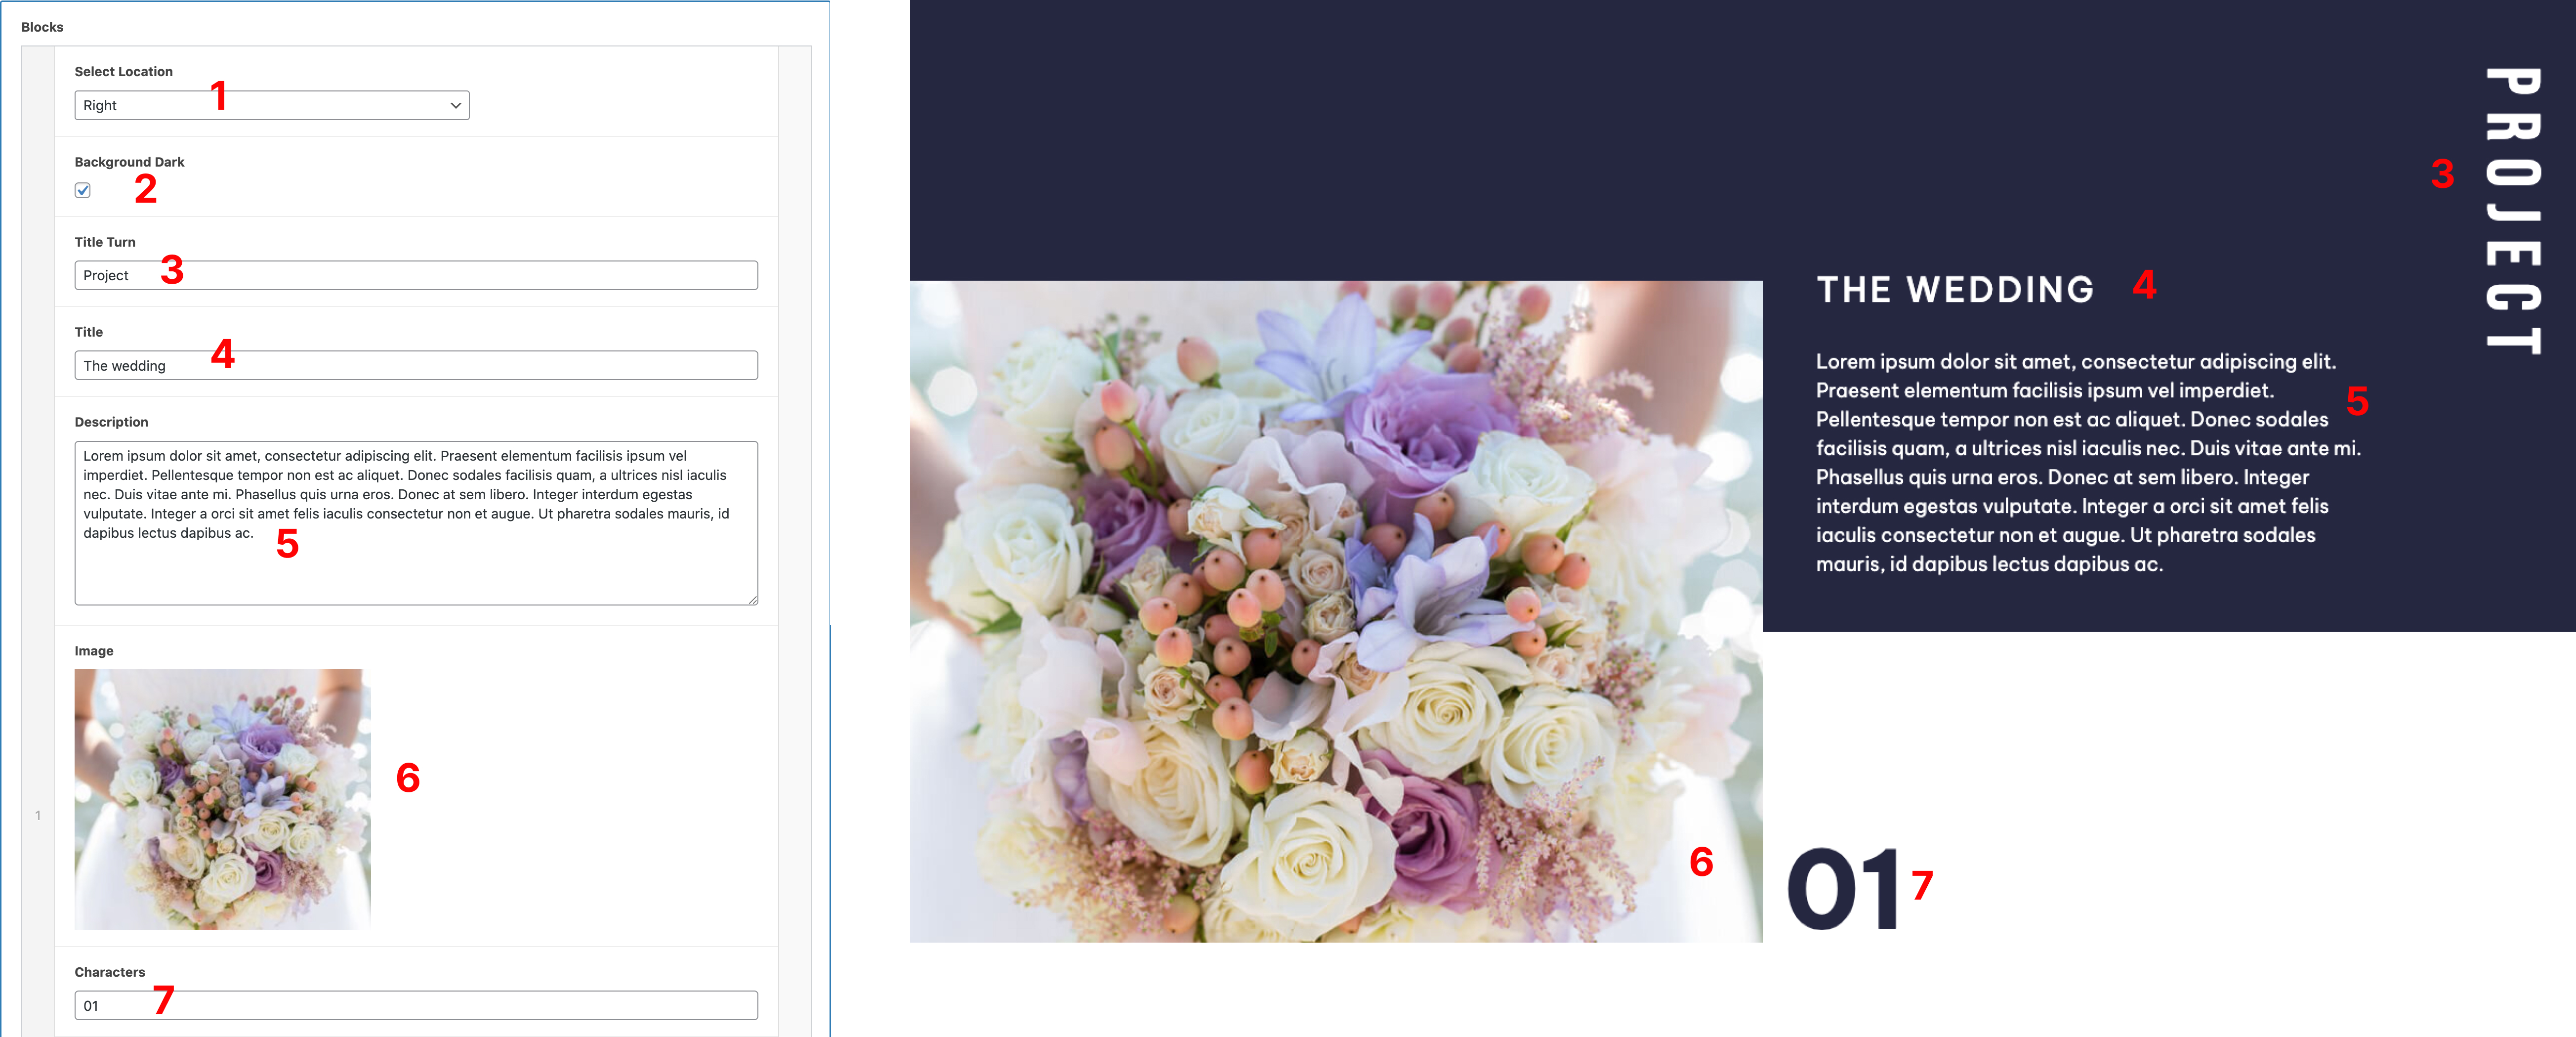 Blocks
Select Location
1
Right
Background Dark
2
Title Turn
Project
3
Title
The wedding
4
Description
Lorem ipsum dolor sit amet, consectetur adipiscing elit. Praesent elementum facilisis ipsum vel
imperdiet. Pellentesque tempor non est ac aliquet. Donec sodales facilisis quam, a ultrices nisl iaculis
nec. Duis vitae ante mi. Phasellus quis urna eros. Donec at sem libero. Integer interdum egestas
vulputate. Integer a orci sit amet felis iaculis consectetur non et augue. Ut pharetra sodales mauris, id
dapibus lectus dapibus ac.
5
Image
6
1
Characters
01
7
PROJECT
3
THE WEDDING
4
Lorem ipsum dolor sit amet, consectetur adipiscing elit.
Praesent elementum facilisis ipsum vel imperdiet.
Pellentesque tempor non est ac aliquet. Donec sodales
facilisis quam, a ultrices nisl iaculis nec. Duis vitae ante mi.
Phasellus quis urna eros. Donec at sem libero. Integer
interdum egestas vulputate. Integer a orci sit amet felis
iaculis consectetur non et augue. Ut pharetra sodales
mauris, id dapibus lectus dapibus ac.
5
6
01
7